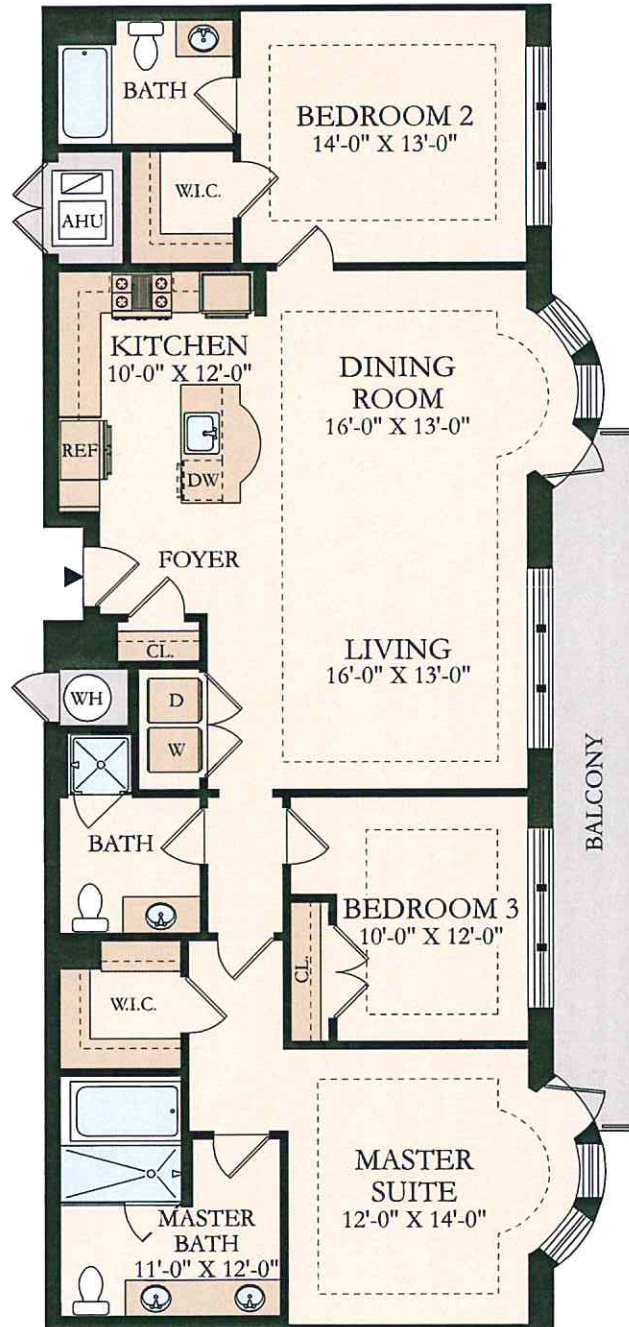 BATH
BEDROOM 2
14'-0" X 13'-0"
W.I.C.
AHU
KITCHEN
10'-0" X 12'-0"
DINING
ROOM
16'-0" X 13'-0"
REF
DW
FOYER
CL.
LIVING
16'-0" X 13'-0"
WH
D
W
BALCONY
BATH
BEDROOM 3
10'-0" X 12'-0"
CL.
W.I.C.
MASTER
SUITE
12'-0" X 14'-0"
MASTER
BATH
11'-0" X 12'-0"